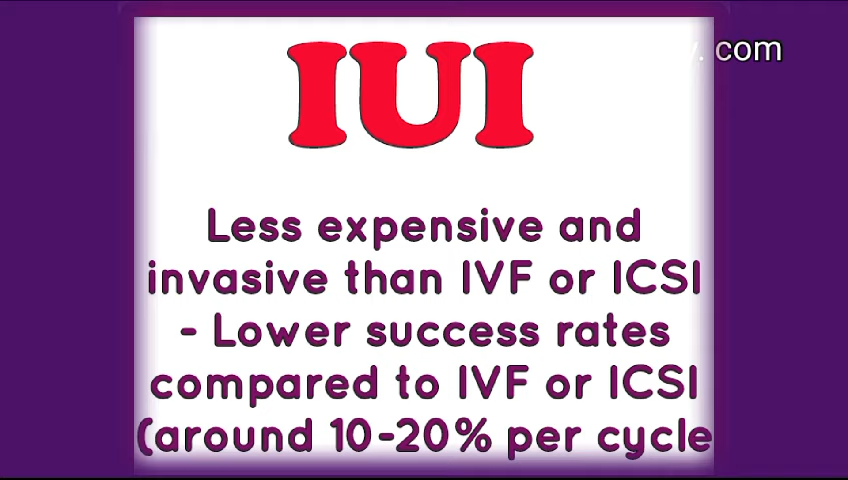 IUI
. com
Less expensive and
invasive than IVF or ICSI
- Lower success rates
compared to IVF or ICSI
(around 10-20% per cycle